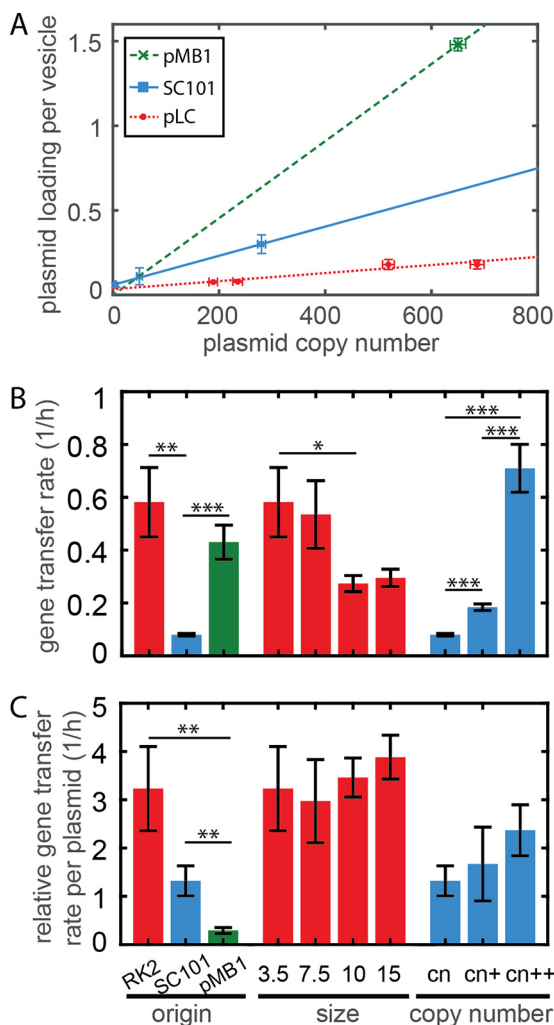 A
plasmid loading per vesicle
1.5
1
0.5
0
pMB1
SC101
pLC
0 200 400 600 800
plasmid copy number
B
gene transfer rate (1/h)
1
0.8
0.6
0.4
0.2
0
** *** * *** *** ***
C
relative gene transfer
rate per plasmid (1/h)
5
4
3
2
1
0
** **
RK2 SC101 pMB1 3.5 7.5 10 15 cn cn+ cn++
origin size copy number